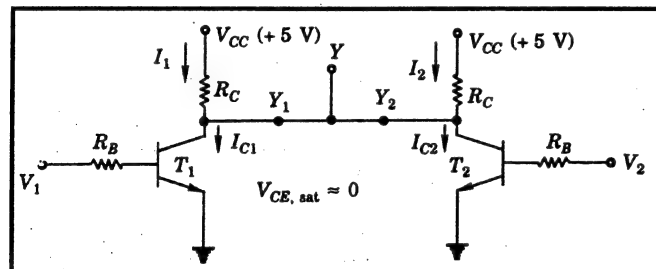 V_CC (+ 5 V)
Y
V_CC (+ 5 V)
I_1
I_2
R_C
Y_1
Y_2
R_C
R_B
I_C1
I_C2
R_B
V_1
T_1
V_CE, sat ≈ 0
T_2
V_2